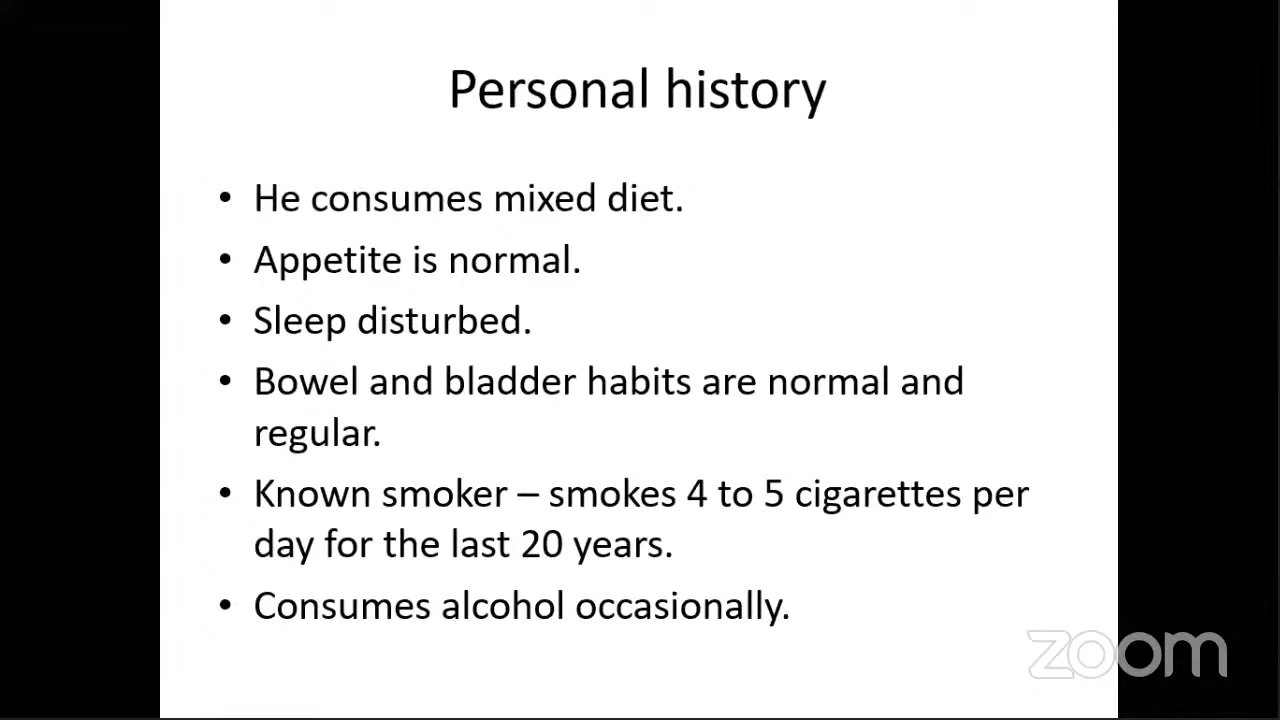 Personal history
• He consumes mixed diet.
• Appetite is normal.
• Sleep disturbed.
• Bowel and bladder habits are normal and
regular.
• Known smoker – smokes 4 to 5 cigarettes per
day for the last 20 years.
• Consumes alcohol occasionally.
zoom